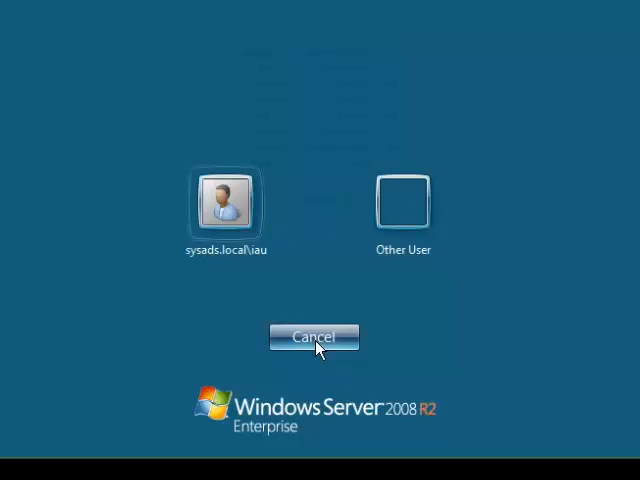 sysads.local\iau
Other User
Cancel
Windows Server 2008 R2
Enterprise